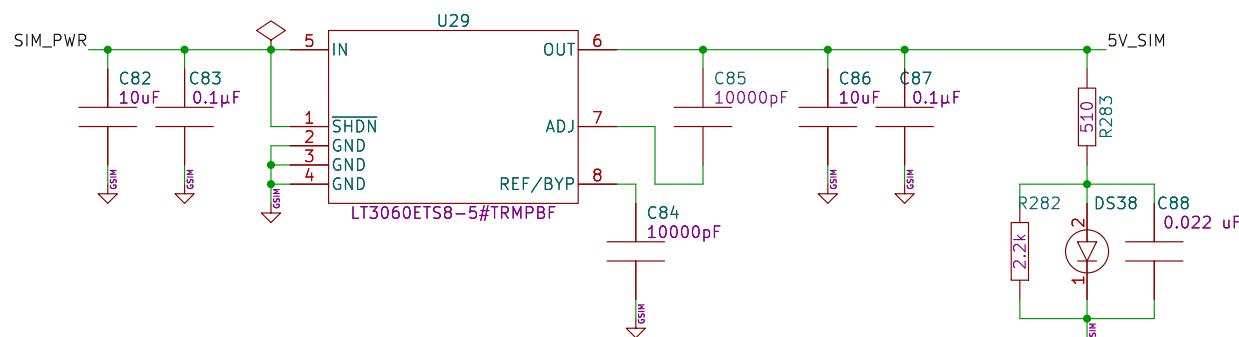 U29
SIM_PWR
5 IN
OUT 6
5V_SIM
C82
10uF
C83
0.1µF
C85
10000pF
C86
10uF
C87
0.1µF
510
R283
1 SHDN
2 GND
3 GND
4 GND
ADJ 7
REF/BYP 8
GSIM
GSIM
GSIM
GSIM
GSIM
LT3060ETS8-5#TRMPBF
C84
10000pF
GSIM
R282
2.2k
DS38
2
1
C88
0.022 uF
SIM